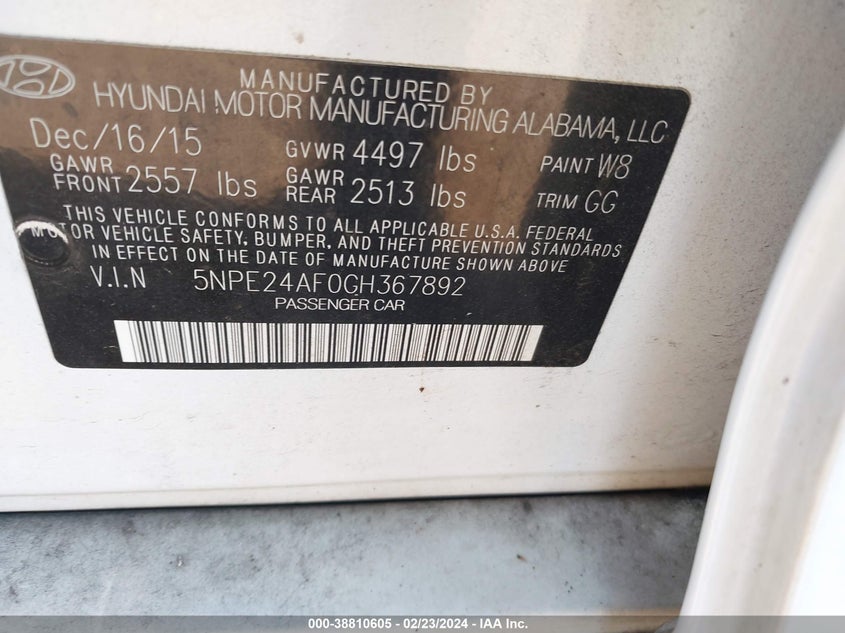 MANUFACTURED BY
HYUNDAI MOTOR MANUFACTURING ALABAMA, LLC
Dec/16/15 GVWR 4497 lbs PAINT W8
GAWR FRONT 2557 lbs GAWR REAR 2513 lbs TRIM GG
THIS VEHICLE CONFORMS TO ALL APPLICABLE U.S.A. FEDERAL
MOTOR VEHICLE SAFETY, BUMPER, AND THEFT PREVENTION STANDARDS
IN EFFECT ON THE DATE OF MANUFACTURE SHOWN ABOVE
V.I.N 5NPE24AF0GH367892
PASSENGER CAR
000-38810605 - 02/23/2024 - IAA Inc.